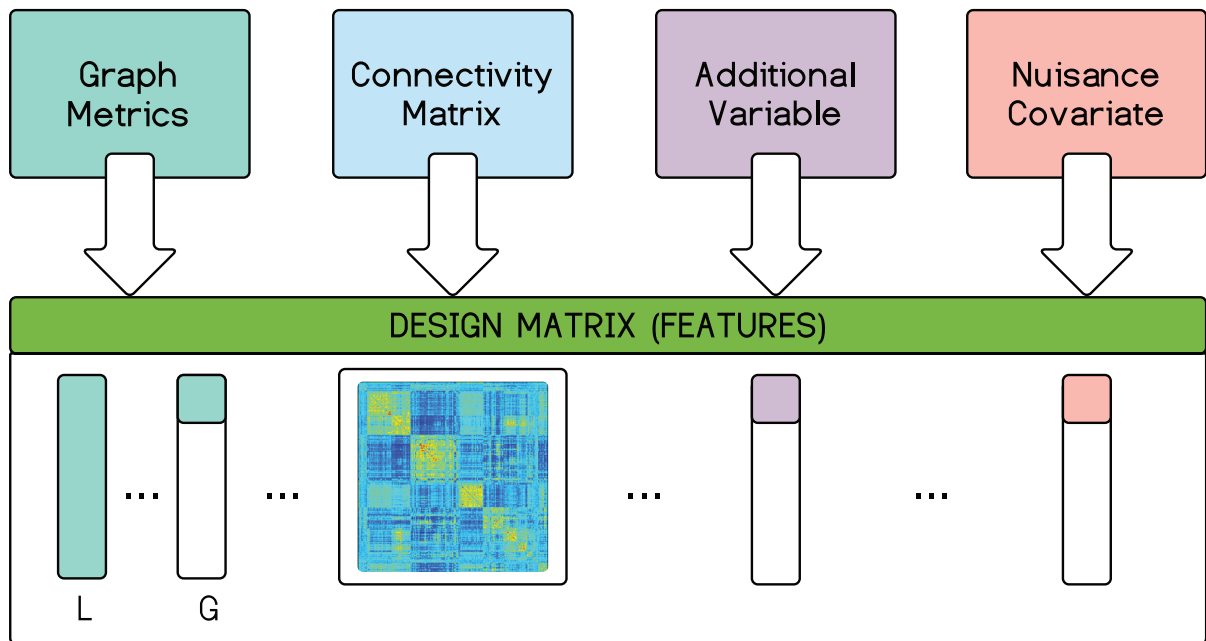 Graph
Metrics
Connectivity
Matrix
Additional
Variable
Nuisance
Covariate
DESIGN MATRIX (FEATURES)
... ... ... ...
L G